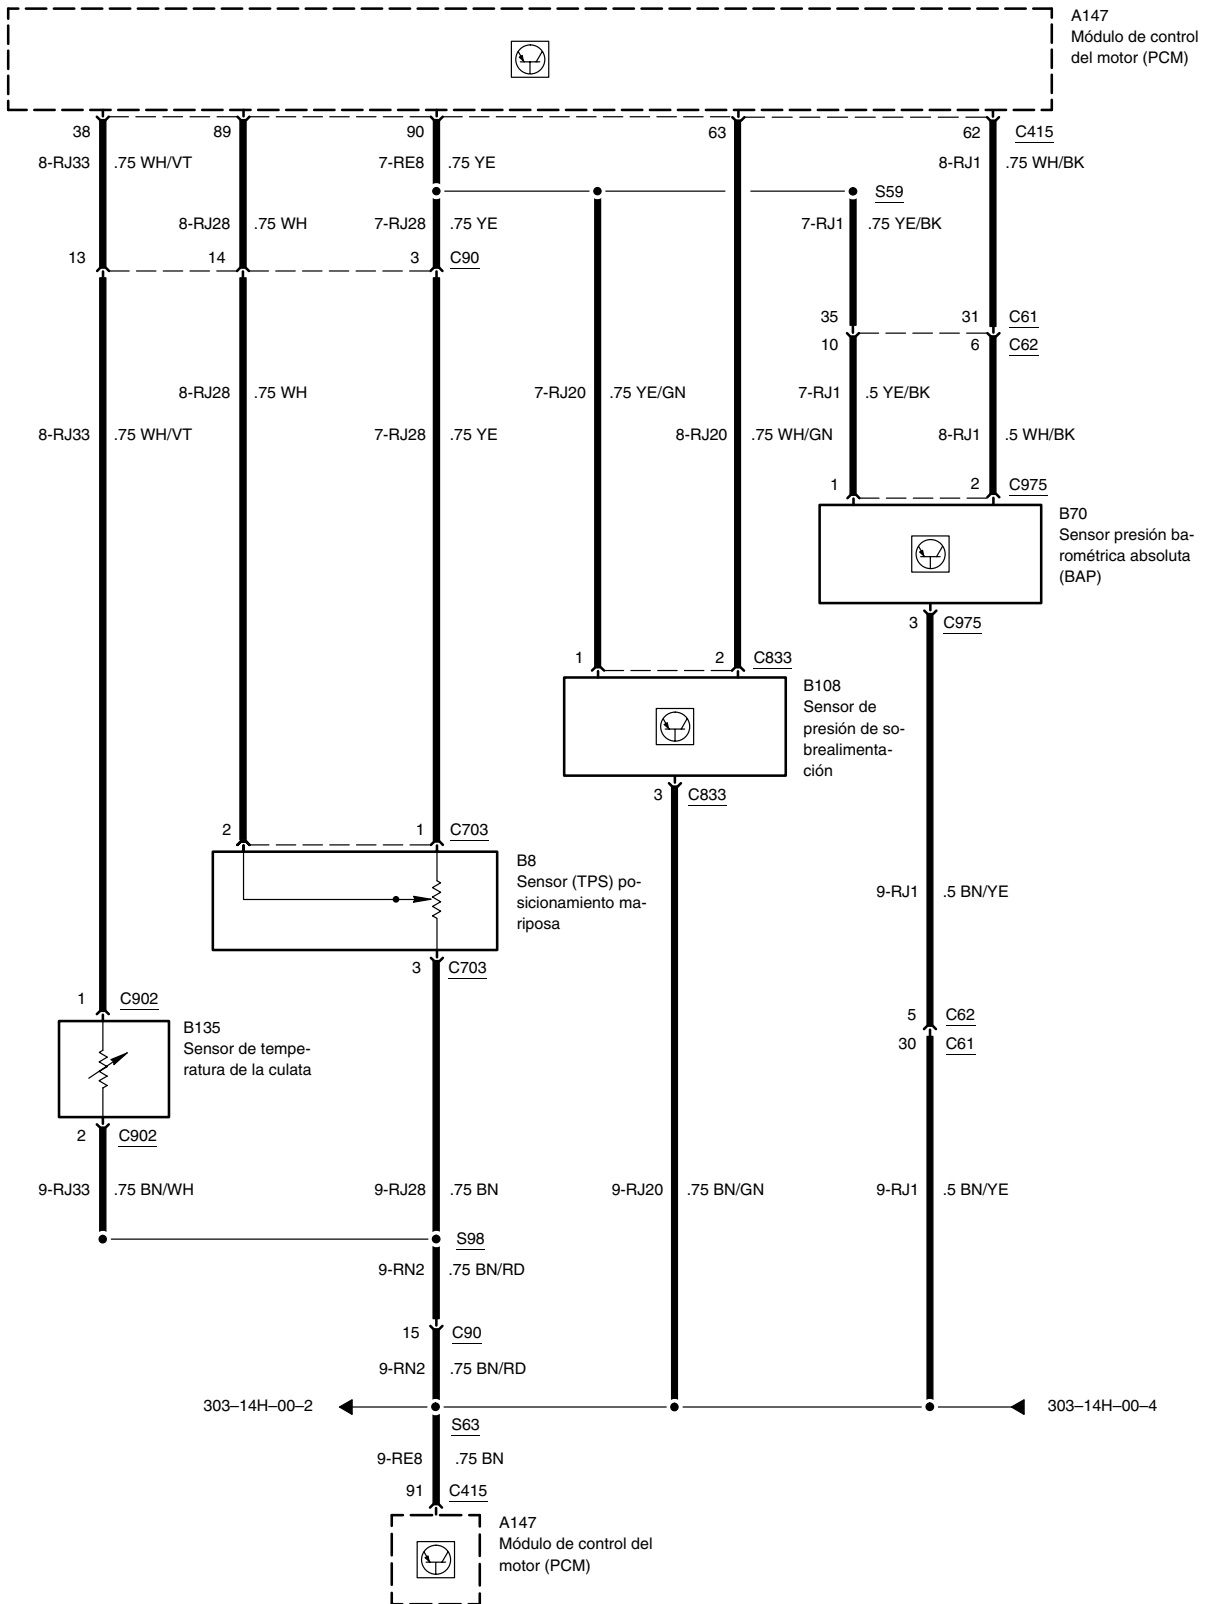 A147
Módulo de control
del motor (PCM)
38 89 90 63 62 C415
8-RJ33 .75 WH/VT 7-RE8 .75 YE 8-RJ1 .75 WH/BK
S59
8-RJ28 .75 WH 7-RJ28 .75 YE 7-RJ1 .75 YE/BK
13 14 3 C90
35 31 C61
10 6 C62
8-RJ28 .75 WH 7-RJ20 .75 YE/GN 7-RJ1 .5 YE/BK
8-RJ33 .75 WH/VT 7-RJ28 .75 YE 8-RJ20 .75 WH/GN 8-RJ1 .5 WH/BK
1 2 C975
B70
Sensor presión ba-
rométrica absoluta
(BAP)
3 C975
1 2 C833
B108
Sensor de
presión de so-
brealimenta-
ción
3 C833
2 1 C703
B8
Sensor (TPS) po-
sicionamiento ma-
riposa
9-RJ1 .5 BN/YE
3 C703
1 C902
5 C62
B135
Sensor de tempe-
ratura de la culata
30 C61
2 C902
9-RJ33 .75 BN/WH 9-RJ28 .75 BN 9-RJ20 .75 BN/GN 9-RJ1 .5 BN/YE
S98
9-RN2 .75 BN/RD
15 C90
9-RN2 .75 BN/RD
303–14H–00–2 303–14H–00–4
S63
9-RE8 .75 BN
91 C415
A147
Módulo de control del
motor (PCM)